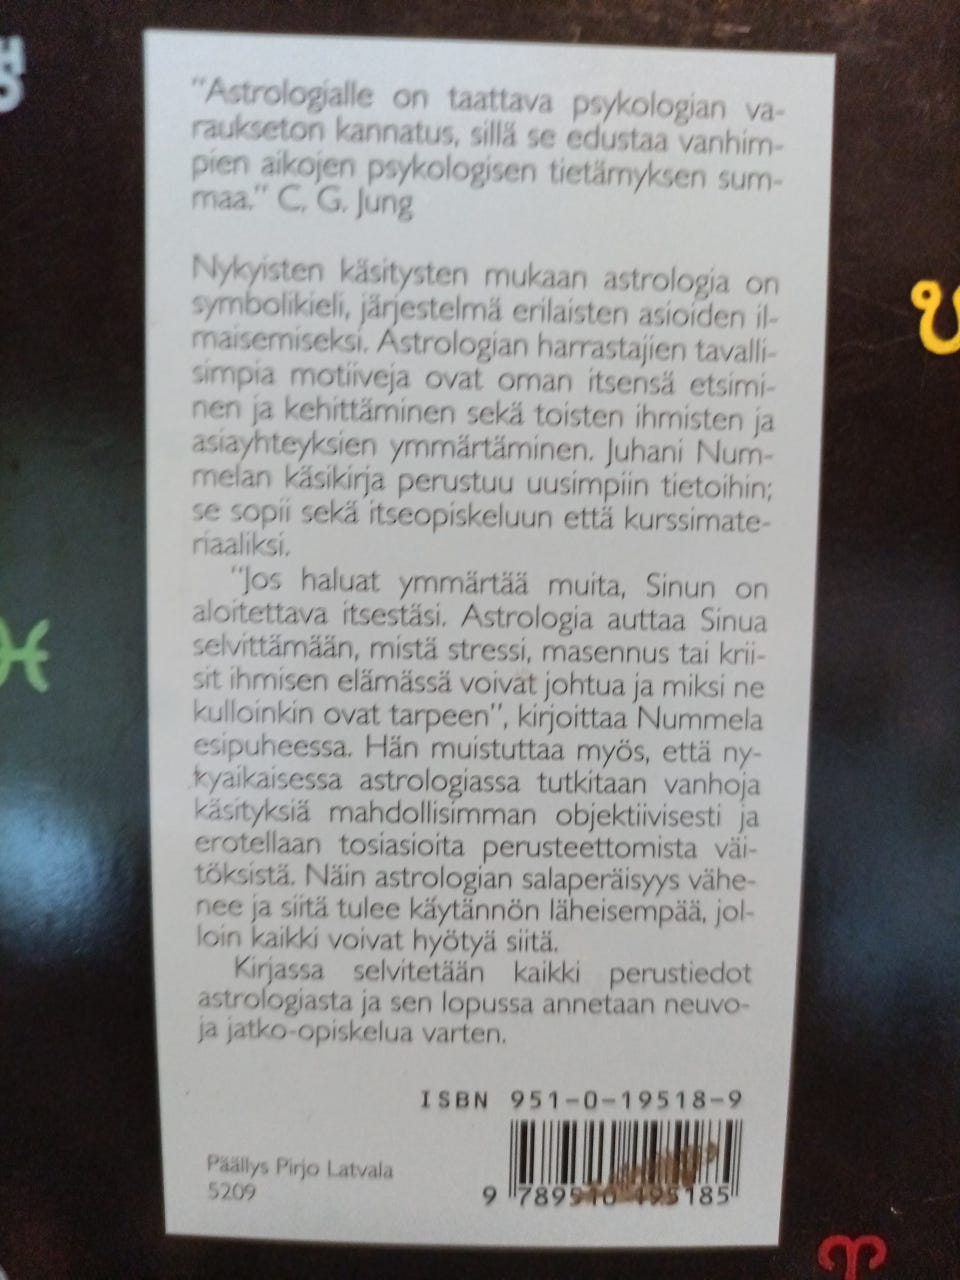 "Astrologialle on taattava psykologian va-
raukseton kannatus, sillä se edustaa vanhim-
pien aikojen psykologisen tietämyksen sum-
maa." C. G. Jung
Nykyisten käsitysten mukaan astrologia on
symbolikieli, järjestelmä erilaisten asioiden il-
maisemiseksi. Astrologian harrastajien tavalli-
simpia motiiveja ovat oman itsensä etsimi-
nen ja kehittäminen sekä toisten ihmisten ja
asiayhteyksien ymmärtäminen. Juhani Num-
melan käsikirja perustuu uusimpiin tietoihin;
se sopii sekä itseopiskeluun että kurssimate-
riaaliksi.
"Jos haluat ymmärtää muita, Sinun on
aloitettava itsestäsi. Astrologia auttaa Sinua
selvittämään, mistä stressi, masennus tai krii-
sit ihmisen elämässä voivat johtua ja miksi ne
kulloinkin ovat tarpeen", kirjoittaa Nummela
esipuheessa. Hän muistuttaa myös, että ny-
kyaikaisessa astrologiassa tutkitaan vanhoja
käsityksiä mahdollisimman objektiivisesti ja
erotellaan tosiasioita perusteettomista väi-
töksistä. Näin astrologian salaperäisyys vähe-
nee ja siitä tulee käytännön läheisempää, jol-
loin kaikki voivat hyötyä siitä.
Kirjassa selvitetään kaikki perustiedot
astrologiasta ja sen lopussa annetaan neuvo-
ja jatko-opiskelua varten.
ISBN 951-0-19518-9
Päällys Pirjo Latvala
5209
9 789510 195185